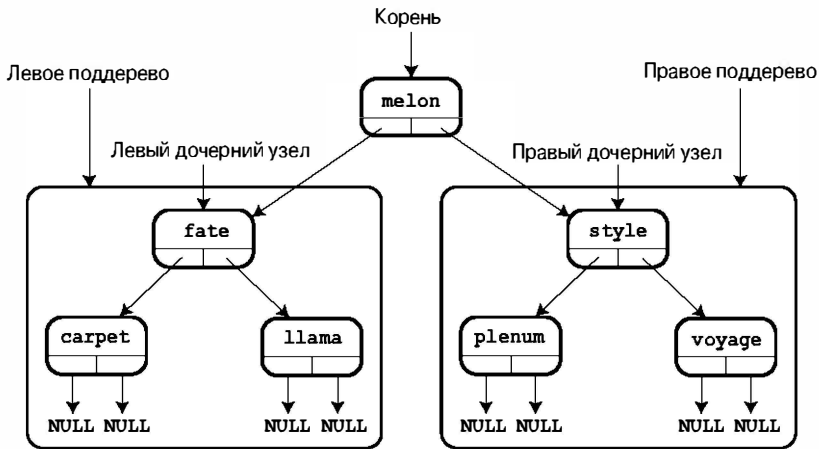 Корень
Левое поддерево
Правое поддерево
melon
Левый дочерний узел
Правый дочерний узел
fate
style
carpet
llama
plenum
voyage
NULL NULL
NULL NULL
NULL NULL
NULL NULL